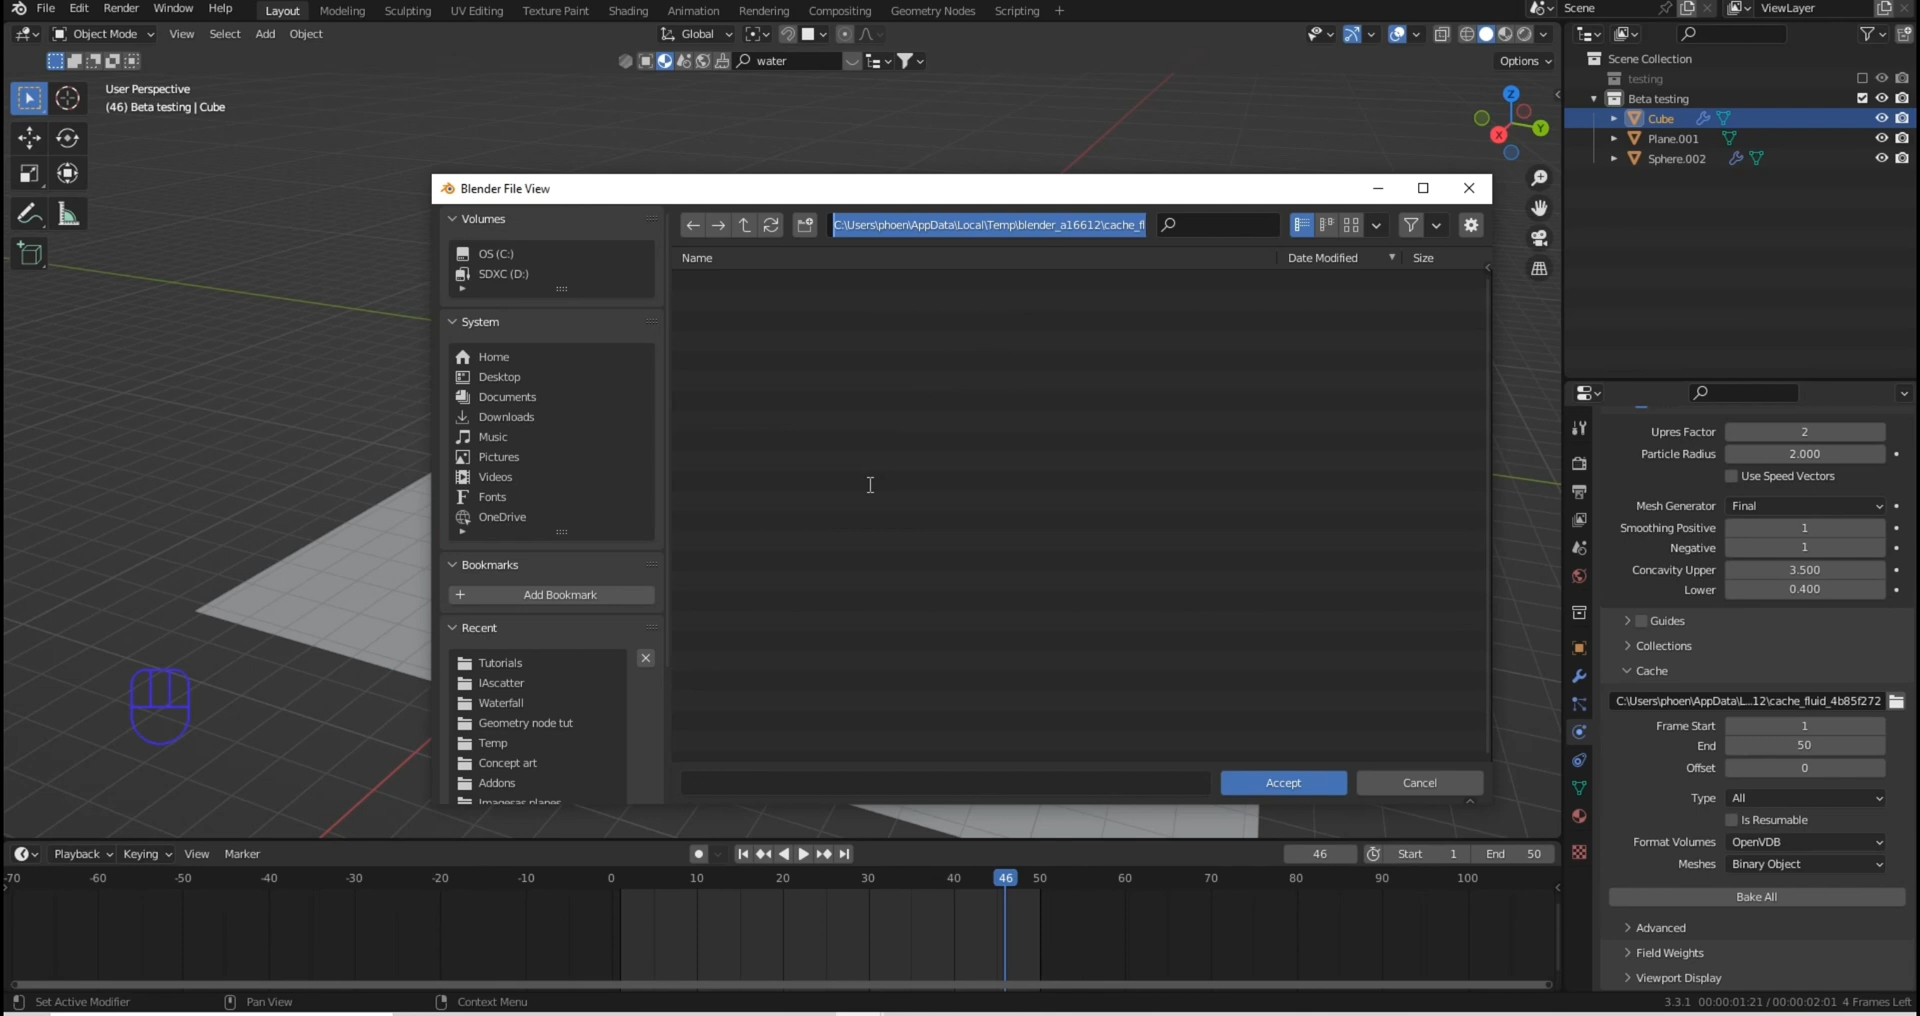 File Edit Render Window Help Layout Modeling Sculpting UV Editing Texture Paint Shading Animation Rendering Compositing Geometry Nodes Scripting + Scene ViewLayer
Object Mode View Select Add Object Global
water Options
User Perspective
(46) Beta testing | Cube
Scene Collection
testing
Beta testing
Cube
Plane.001
Sphere.002
Z
Y
X
Blender File View
Volumes
OS (C:)
SDXC (D:)
System
Home
Desktop
Documents
Downloads
Music
Pictures
Videos
Fonts
OneDrive
Bookmarks
Add Bookmark
Recent
Tutorials
IAscatter
Waterfall
Geometry node tut
Temp
Concept art
Addons
C:\Users\phoen\AppData\Local\Temp\blender_a16612\cache_fl
Name Date Modified Size
Accept Cancel
Upres Factor 2
Particle Radius 2.000
Use Speed Vectors
Mesh Generator Final
Smoothing Positive 1
Negative 1
Concavity Upper 3.500
Lower 0.400
Guides
Collections
Cache
C:\Users\phoen\AppData\L...12\cache_fluid_4b85f272
Frame Start 1
End 50
Offset 0
Type All
Is Resumable
Format Volumes OpenVDB
Meshes Binary Object
Bake All
Advanced
Field Weights
Viewport Display
Playback Keying View Marker 46 Start 1 End 50
-70 -60 -50 -40 -30 -20 -10 0 10 20 30 40 46 50 60 70 80 90 100
Set Active Modifier Pan View Context Menu 3.3.1 00:00:01:21 / 00:00:02:01 4 Frames Left